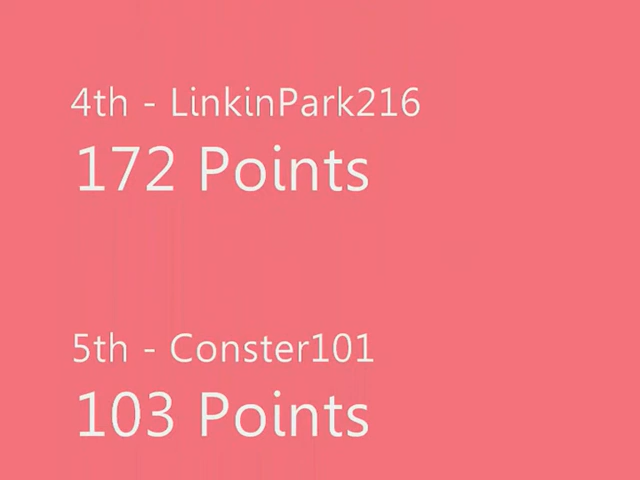 4th - LinkinPark216
172 Points
5th - Conster101
103 Points